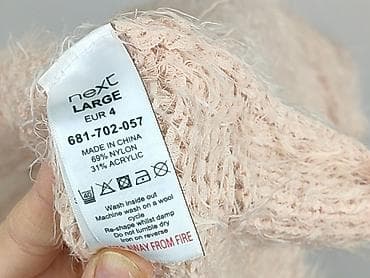 next
LARGE
EUR 4
681-702-057
MADE IN CHINA
69% NYLON
31% ACRYLIC
40
Wash inside out
Machine wash on a wool
cycle
Re-shape whilst damp
Do not tumble dry
Iron on reverse
AWAY FROM FIRE